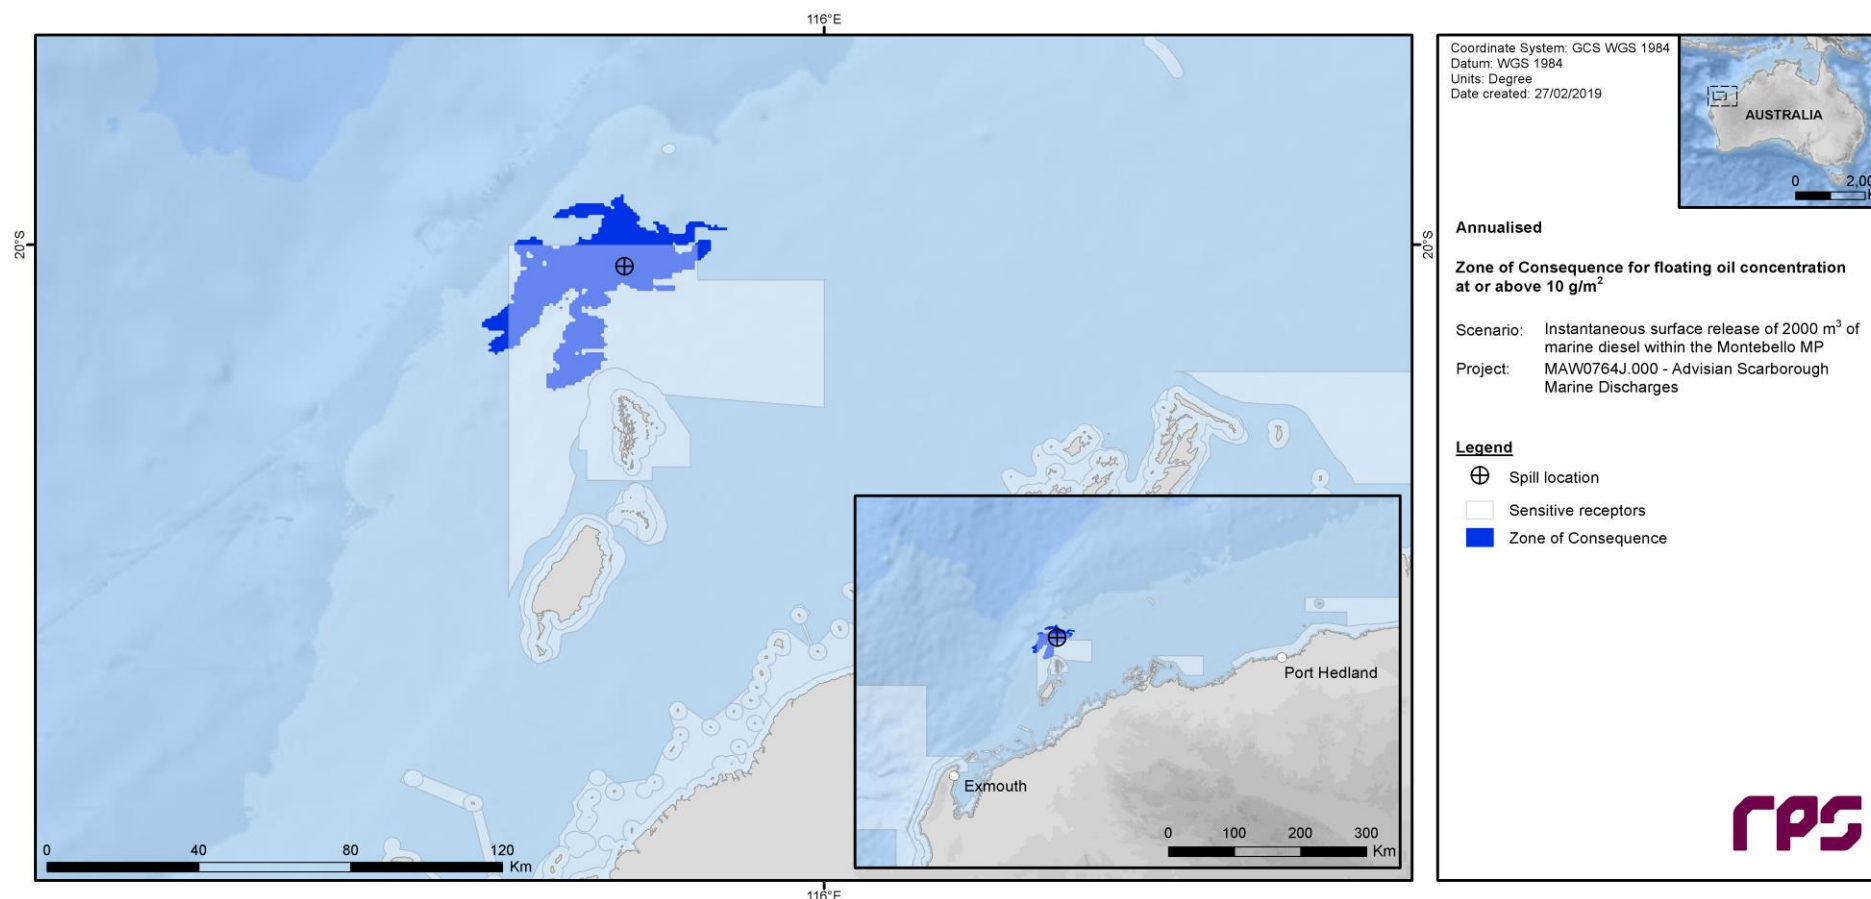 116°E
20°S
20°S
Port Hedland
Exmouth
0 100 200 300
Km
0 40 80 120
Km
116°E
Coordinate System: GCS WGS 1984
Datum: WGS 1984
Units: Degree
Date created: 27/02/2019
AUSTRALIA
0
Annualised
Zone of Consequence for floating oil concentration
at or above 10 g/m²
Scenario: Instantaneous surface release of 2000 m³ of
marine diesel within the Montebello MP
Project: MAW0764J.000 - Advisian Scarborough
Marine Discharges
Legend
Spill location
Sensitive receptors
Zone of Consequence
rps